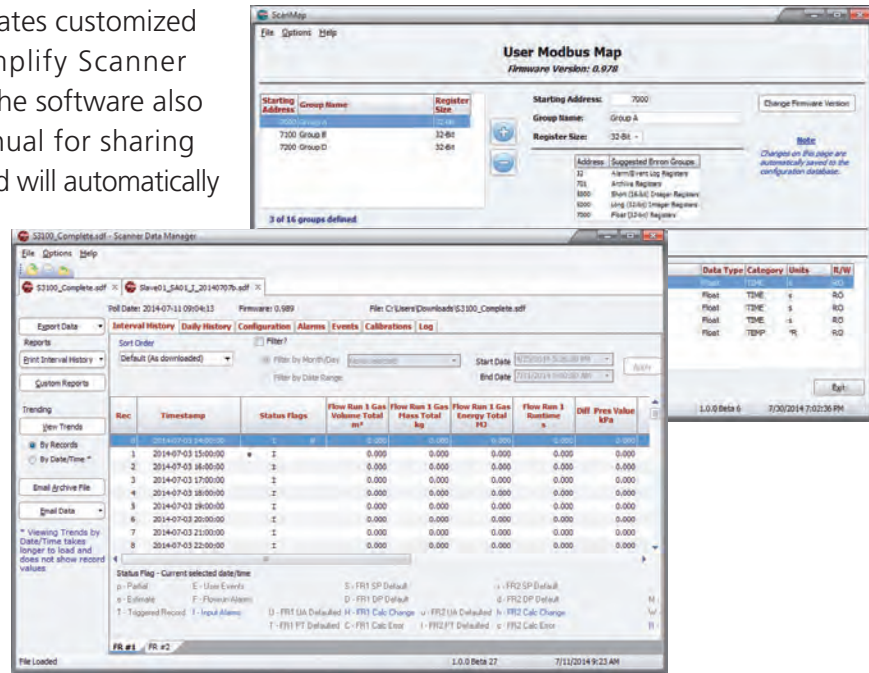 ates customized
nplify Scanner
he software also
nual for sharing
d will automatically
ScanMap
File Options Help
User Modbus Map
Firmware Version: 0.978
Starting Address Group Name Register Size
7000 Group A 32-Bit
7100 Group B 32-Bit
7200 Group D 32-Bit
3 of 16 groups defined
Starting Address: 7000
Group Name: Group A
Register Size: 32-Bit
Change Firmware Version
Note
Changes on this page are
automatically saved to the
configuration database.
Address Suggested Enron Groups
32 Alarm/Event Log Registers
701 Archive Registers
3000 Short (16-bit) Integer Registers
5000 Long (32-bit) Integer Registers
7000 Float (32-bit) Registers
Data Type Category Units R/W
Float TIME s RO
Float TIME s RO
Float TIME s RO
Float TIME s RO
Float TEMP °R RO
Exit
1.0.0 Beta 6 7/30/2014 7:02:36 PM
S3100_Complete.sdf - Scanner Data Manager
File Options Help
S3100_Complete.sdf Slave01_SA01_I_20140707b.sdf
Poll Date: 2014-07-11 09:04:13 Firmware: 0.989 File: C:\Users\Downloads\S3100_Complete.sdf
Export Data
Reports
Print Interval History
Custom Reports
Trending
View Trends
By Records
By Date/Time *
Email Archive File
Email Data
* Viewing Trends by
Date/Time takes
longer to load and
does not show record
values
Interval History Daily History Configuration Alarms Events Calibrations Log
Sort Order Filter?
Default (As downloaded) Filter by Month/Day Start Date
Filter by Date Range End Date
Apply
Rec Timestamp Status Flags Flow Run 1 Gas Volume Total m³ Flow Run 1 Gas Mass Total kg Flow Run 1 Gas Energy Total MJ Flow Run 1 Runtime s Diff Pres Value kPa
0 2014-07-03 14:00:00 I 0.000 0.000 0.000 0.000 0.000
1 2014-07-03 15:00:00 I 0.000 0.000 0.000 0.000 0.000
2 2014-07-03 16:00:00 I 0.000 0.000 0.000 0.000 0.000
3 2014-07-03 17:00:00 I 0.000 0.000 0.000 0.000 0.000
4 2014-07-03 18:00:00 I 0.000 0.000 0.000 0.000 0.000
5 2014-07-03 19:00:00 I 0.000 0.000 0.000 0.000 0.000
6 2014-07-03 20:00:00 I 0.000 0.000 0.000 0.000 0.000
7 2014-07-03 21:00:00 I 0.000 0.000 0.000 0.000 0.000
8 2014-07-03 22:00:00 I 0.000 0.000 0.000 0.000 0.000
Status Flag - Current selected date/time
p - Partial E - User Events S - FR1 SP Default s - FR2 SP Default
e - Estimate F - Flowrun Alarms D - FR1 DP Default d - FR2 DP Default
T - Triggered Record I - Input Alarms U - FR1 UA Defaulted H - FR1 Calc Change u - FR2 UA Defaulted h - FR2 Calc Change
T - FR1 PT Defaulted C - FR1 Calc Error t - FR2 PT Defaulted c - FR2 Calc Error
FR #1 FR #2
File Loaded 1.0.0 Beta 27 7/11/2014 9:23 AM